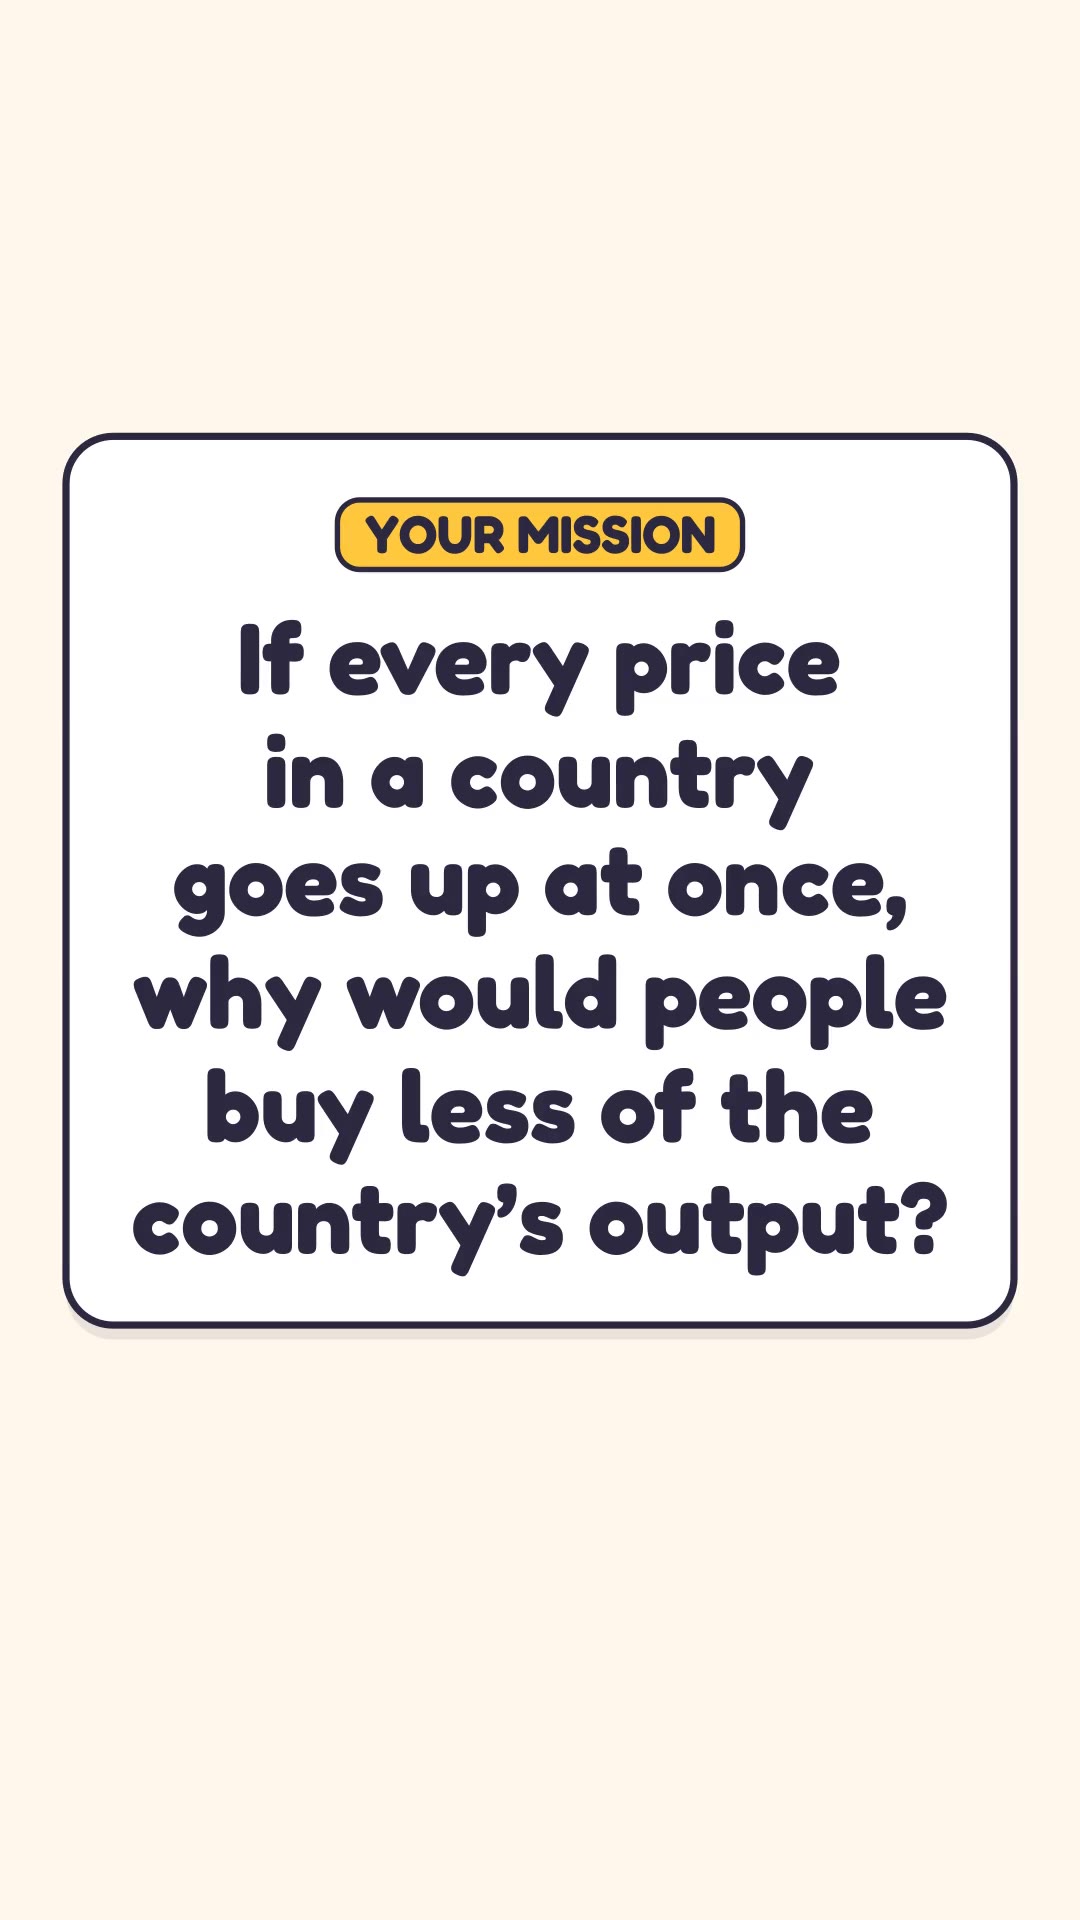 YOUR MISSION
If every price
in a country
goes up at once,
why would people
buy less of the
country’s output?